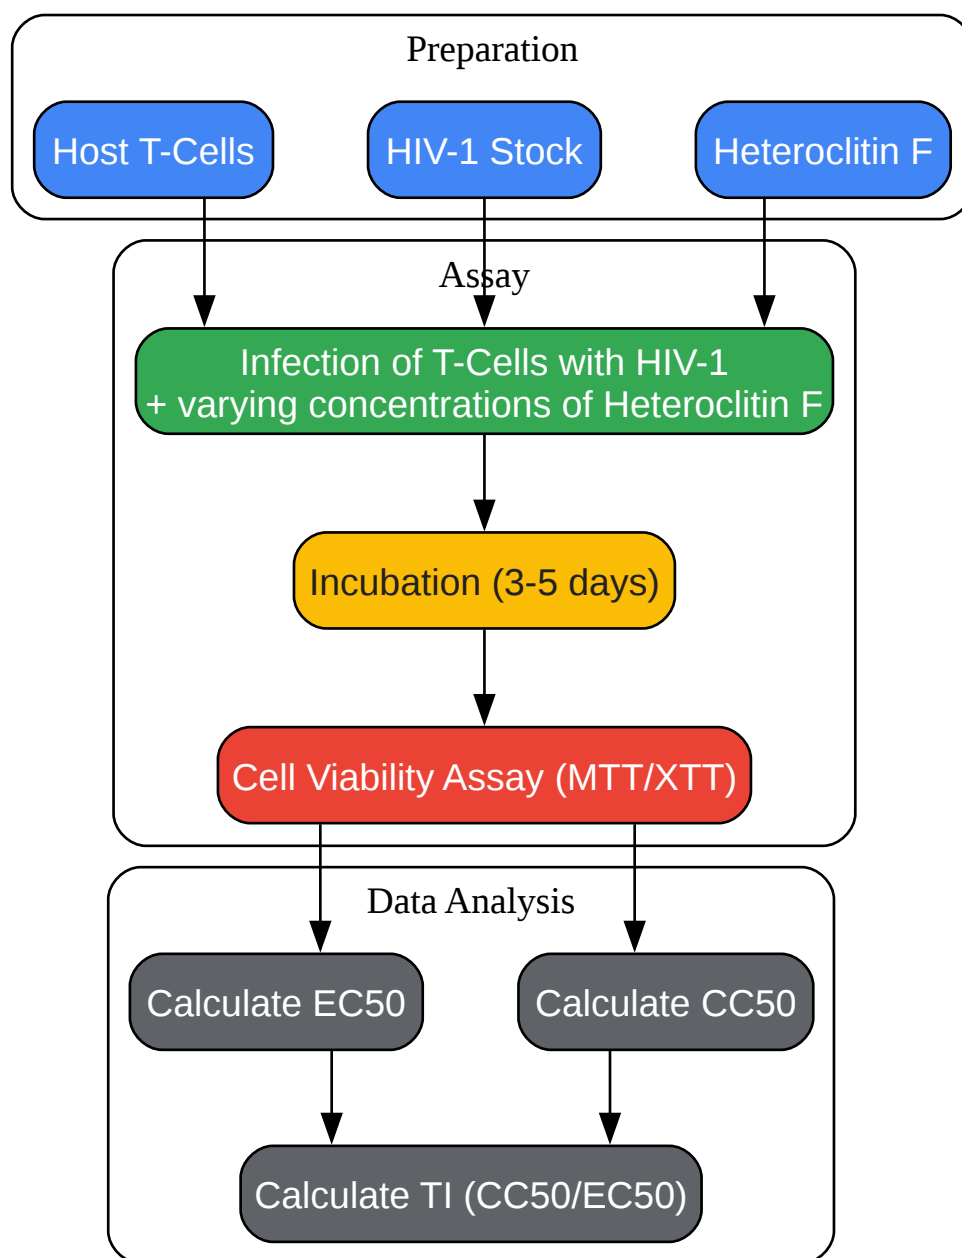 Preparation
Host T-Cells
HIV-1 Stock
Heteroclitin F
Assay
Infection of T-Cells with HIV-1
+ varying concentrations of Heteroclitin F
Incubation (3-5 days)
Cell Viability Assay (MTT/XTT)
Data Analysis
Calculate EC50
Calculate CC50
Calculate TI (CC50/EC50)